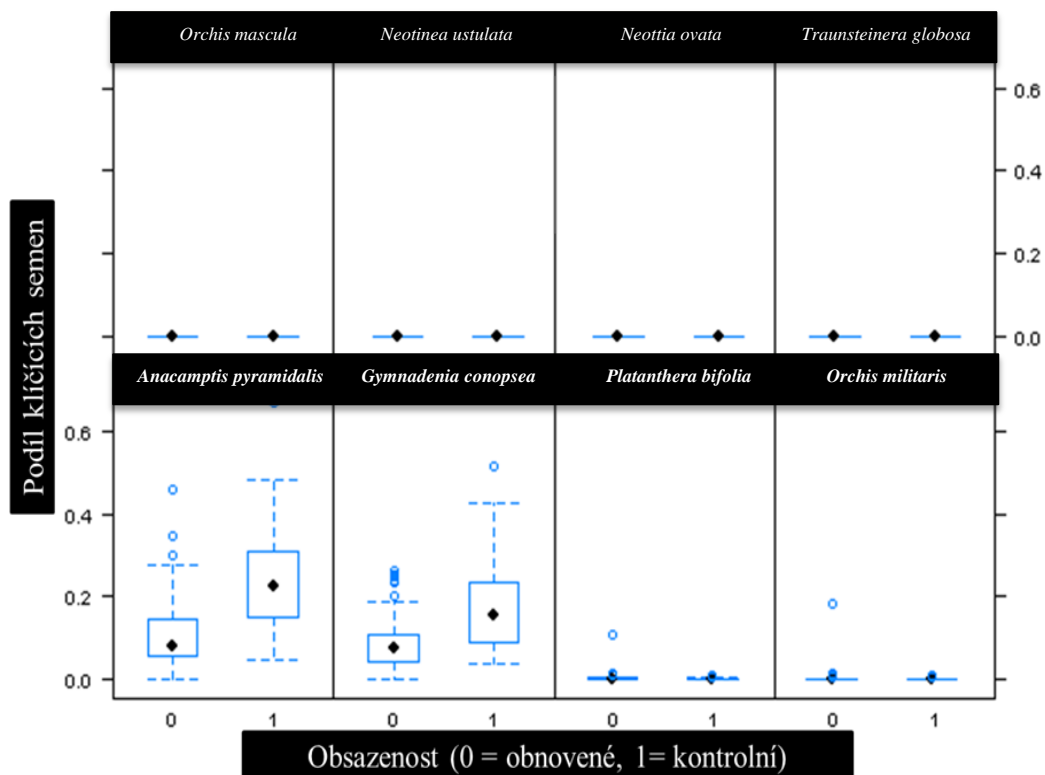 Orchis mascula Neotinea ustulata Neottia ovata Traunsteinera globosa
0.6
0.4
0.2
0.0
Podíl klíčících semen
Anacamptis pyramidalis Gymnadenia conopsea Platanthera bifolia Orchis militaris
0.6
0.4
0.2
0.0
0 1 0 1 0 1 0 1
Obsazenost (0 = obnovené, 1= kontrolní)